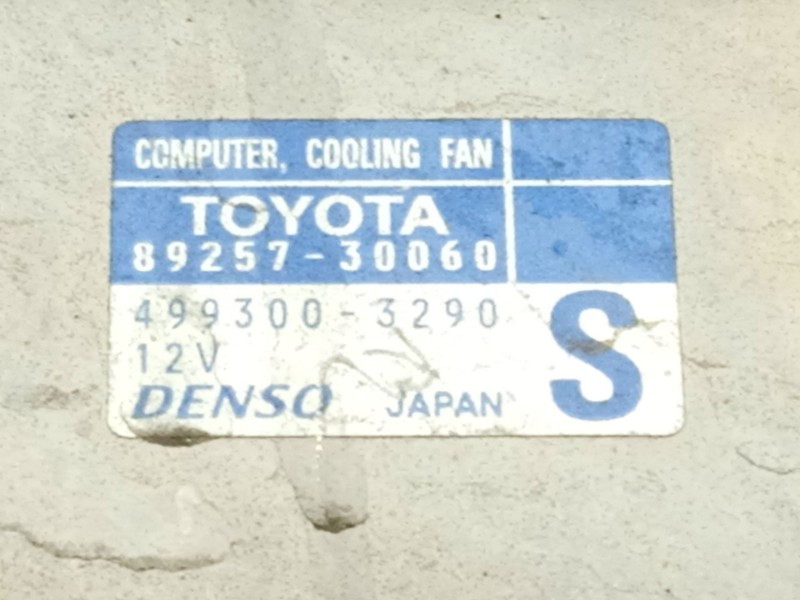 COMPUTER, COOLING FAN
TOYOTA
89257-30060
499300-3290
12V
S
DENSO JAPAN